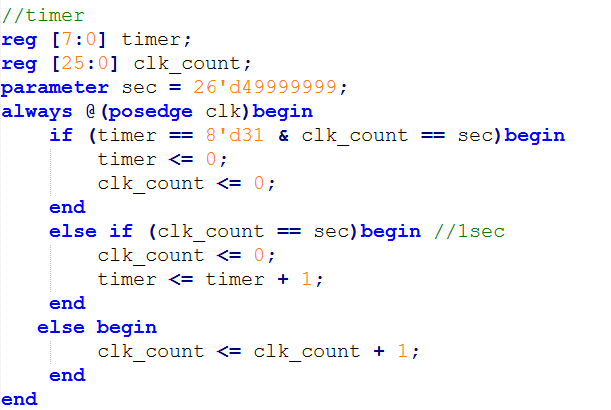 //timer
reg [7:0] timer;
reg [25:0] clk_count;
parameter sec = 26'd49999999;
always @(posedge clk)begin
    if (timer == 8'd31 & clk_count == sec)begin
        timer <= 0;
        clk_count <= 0;
    end
    else if (clk_count == sec)begin //1sec
        clk_count <= 0;
        timer <= timer + 1;
    end
   else begin
        clk_count <= clk_count + 1;
    end
end